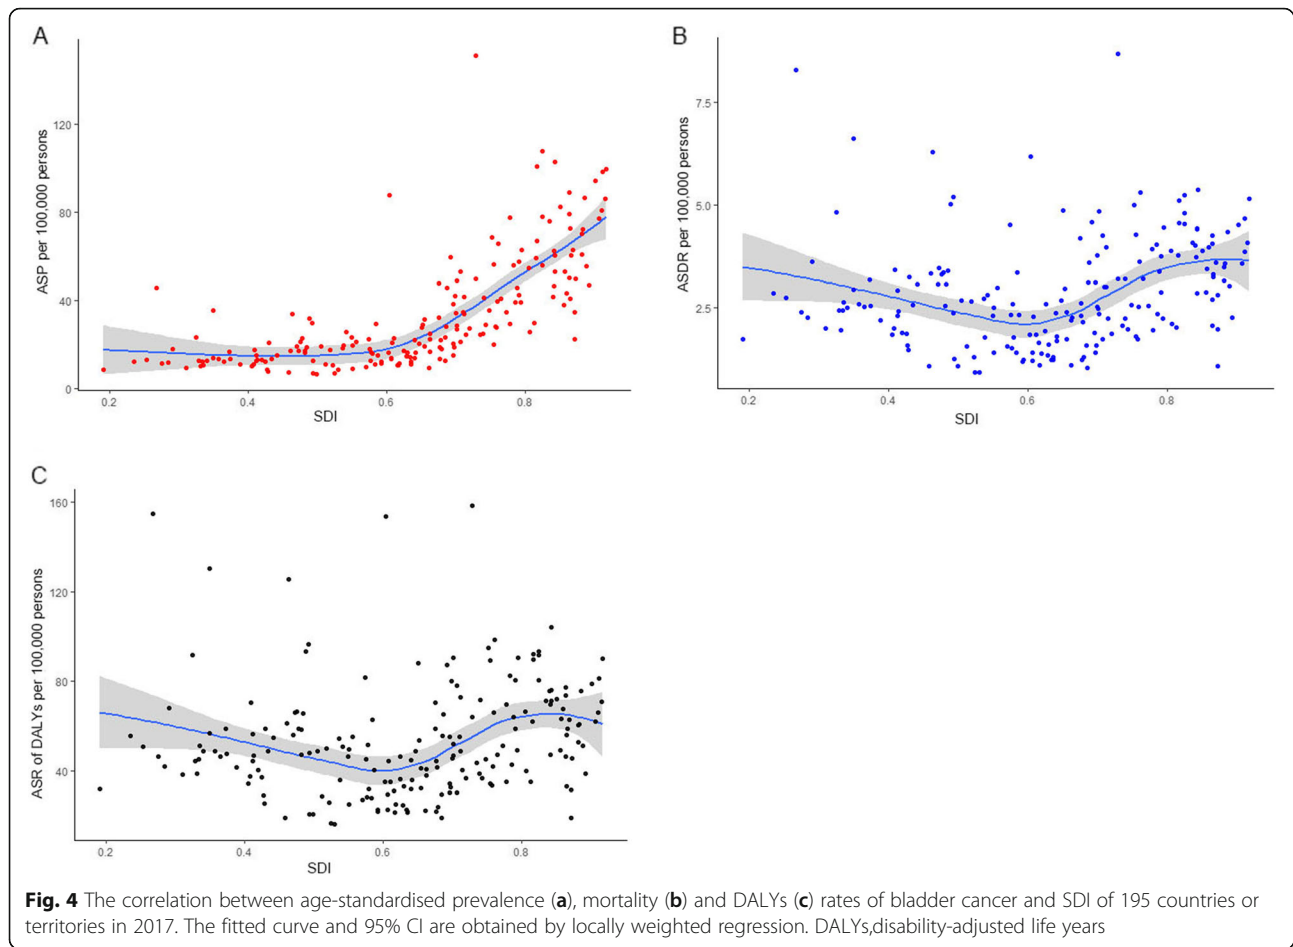 A
ASP per 100,000 persons
120
80
40
0
0.2 0.4 0.6 0.8
SDI
B
ASDR per 100,000 persons
7.5
5.0
2.5
0.2 0.4 0.6 0.8
SDI
C
ASR of DALYs per 100,000 persons
160
120
80
40
0.2 0.4 0.6 0.8
SDI
Fig. 4 The correlation between age-standardised prevalence (a), mortality (b) and DALYs (c) rates of bladder cancer and SDI of 195 countries or
territories in 2017. The fitted curve and 95% CI are obtained by locally weighted regression. DALYs,disability-adjusted life years